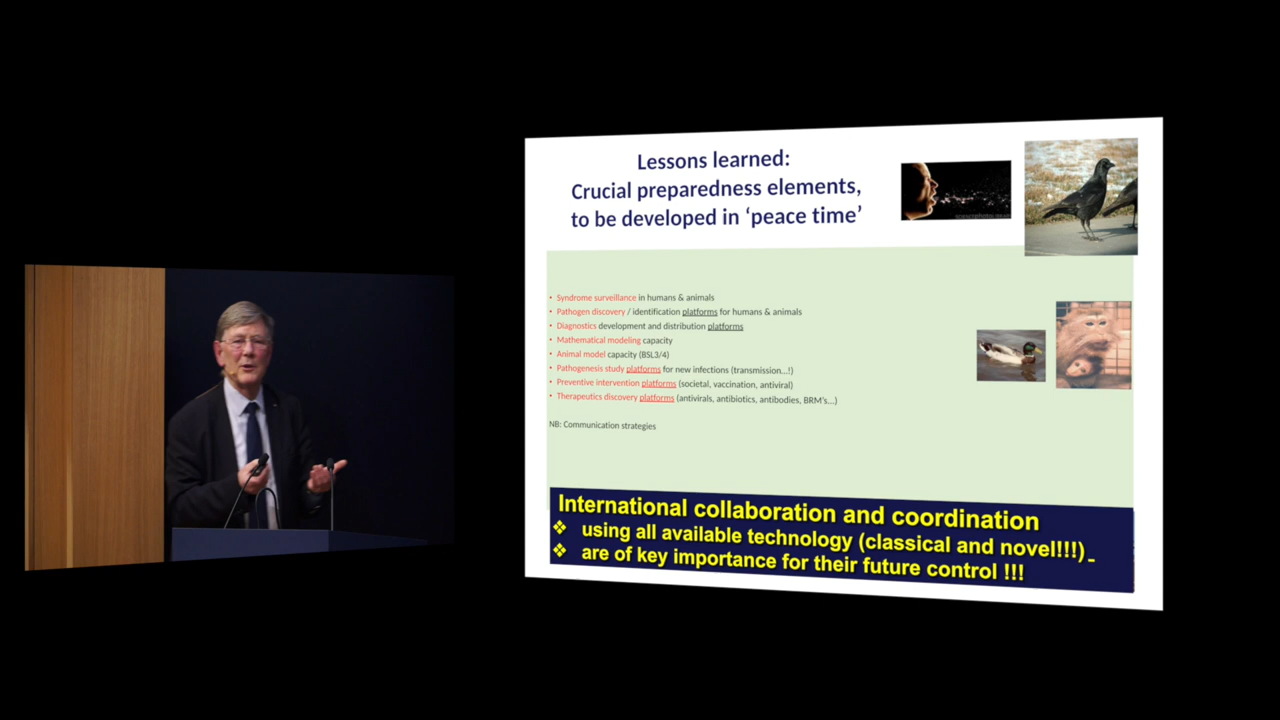 Lessons learned:
Crucial preparedness elements,
to be developed in ‘peace time’
• Syndrome surveillance in humans & animals
• Pathogen discovery / identification platforms for humans & animals
• Diagnostics development and distribution platforms
• Mathematical modeling capacity
• Animal model capacity (BSL3/4)
• Pathogenesis study platforms for new infections (transmission...!)
• Preventive intervention platforms (societal, vaccination, antiviral)
• Therapeutics discovery platforms (antivirals, antibiotics, antibodies, BRM's...)
NB: Communication strategies
International collaboration and coordination
❖ using all available technology (classical and novel!!!)
❖ are of key importance for their future control !!!